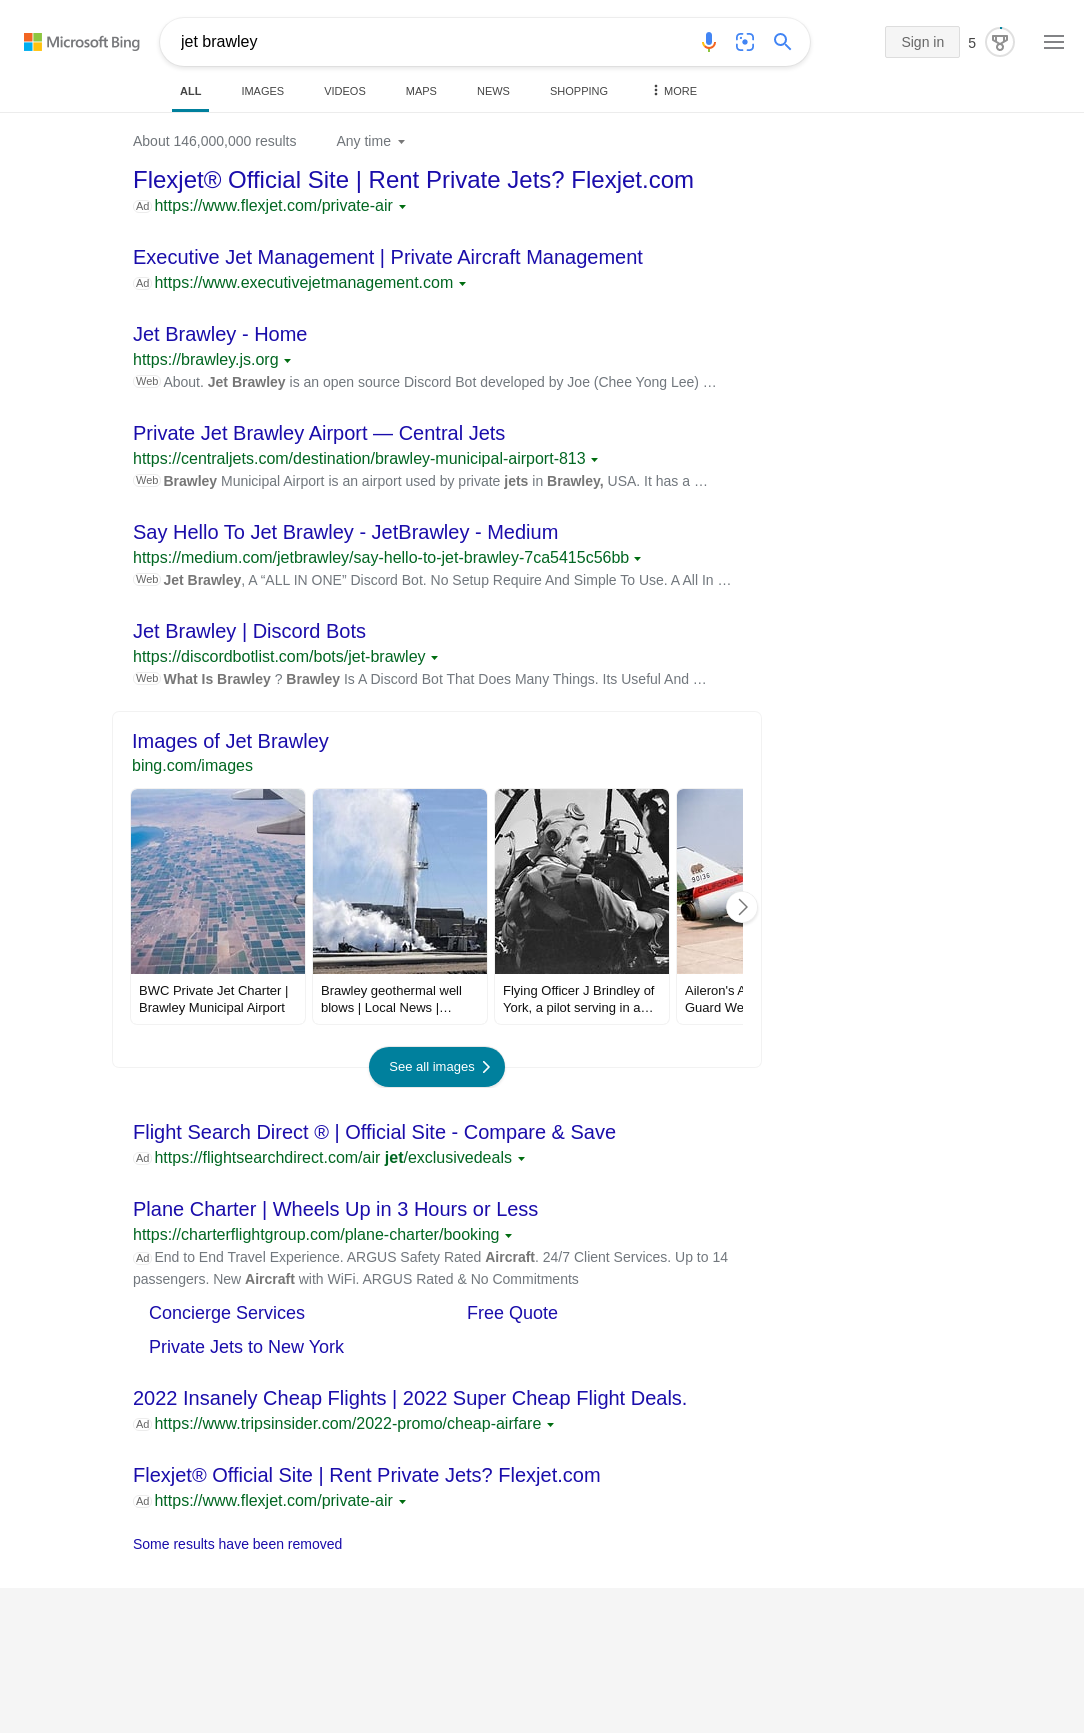 Microsoft Bing
jet brawley
Sign in
5
ALL
IMAGES
VIDEOS
MAPS
NEWS
SHOPPING
MORE
About 146,000,000 results
Any time
Flexjet® Official Site | Rent Private Jets? Flexjet.com
Ad https://www.flexjet.com/private-air
Executive Jet Management | Private Aircraft Management
Ad https://www.executivejetmanagement.com
Jet Brawley - Home
https://brawley.js.org
Web About. Jet Brawley is an open source Discord Bot developed by Joe (Chee Yong Lee) …
Private Jet Brawley Airport — Central Jets
https://centraljets.com/destination/brawley-municipal-airport-813
Web Brawley Municipal Airport is an airport used by private jets in Brawley, USA. It has a …
Say Hello To Jet Brawley - JetBrawley - Medium
https://medium.com/jetbrawley/say-hello-to-jet-brawley-7ca5415c56bb
Web Jet Brawley, A “ALL IN ONE” Discord Bot. No Setup Require And Simple To Use. A All In …
Jet Brawley | Discord Bots
https://discordbotlist.com/bots/jet-brawley
Web What Is Brawley ? Brawley Is A Discord Bot That Does Many Things. Its Useful And …
Images of Jet Brawley
bing.com/images
90136
CALIFORNIA
BWC Private Jet Charter |
Brawley Municipal Airport
Brawley geothermal well
blows | Local News |…
Flying Officer J Brindley of
York, a pilot serving in a…
Aileron's A
Guard We
See all images
Flight Search Direct ® | Official Site - Compare & Save
Ad https://flightsearchdirect.com/air jet/exclusivedeals
Plane Charter | Wheels Up in 3 Hours or Less
https://charterflightgroup.com/plane-charter/booking
Ad End to End Travel Experience. ARGUS Safety Rated Aircraft. 24/7 Client Services. Up to 14
passengers. New Aircraft with WiFi. ARGUS Rated & No Commitments
Concierge Services
Free Quote
Private Jets to New York
2022 Insanely Cheap Flights | 2022 Super Cheap Flight Deals.
Ad https://www.tripsinsider.com/2022-promo/cheap-airfare
Flexjet® Official Site | Rent Private Jets? Flexjet.com
Ad https://www.flexjet.com/private-air
Some results have been removed